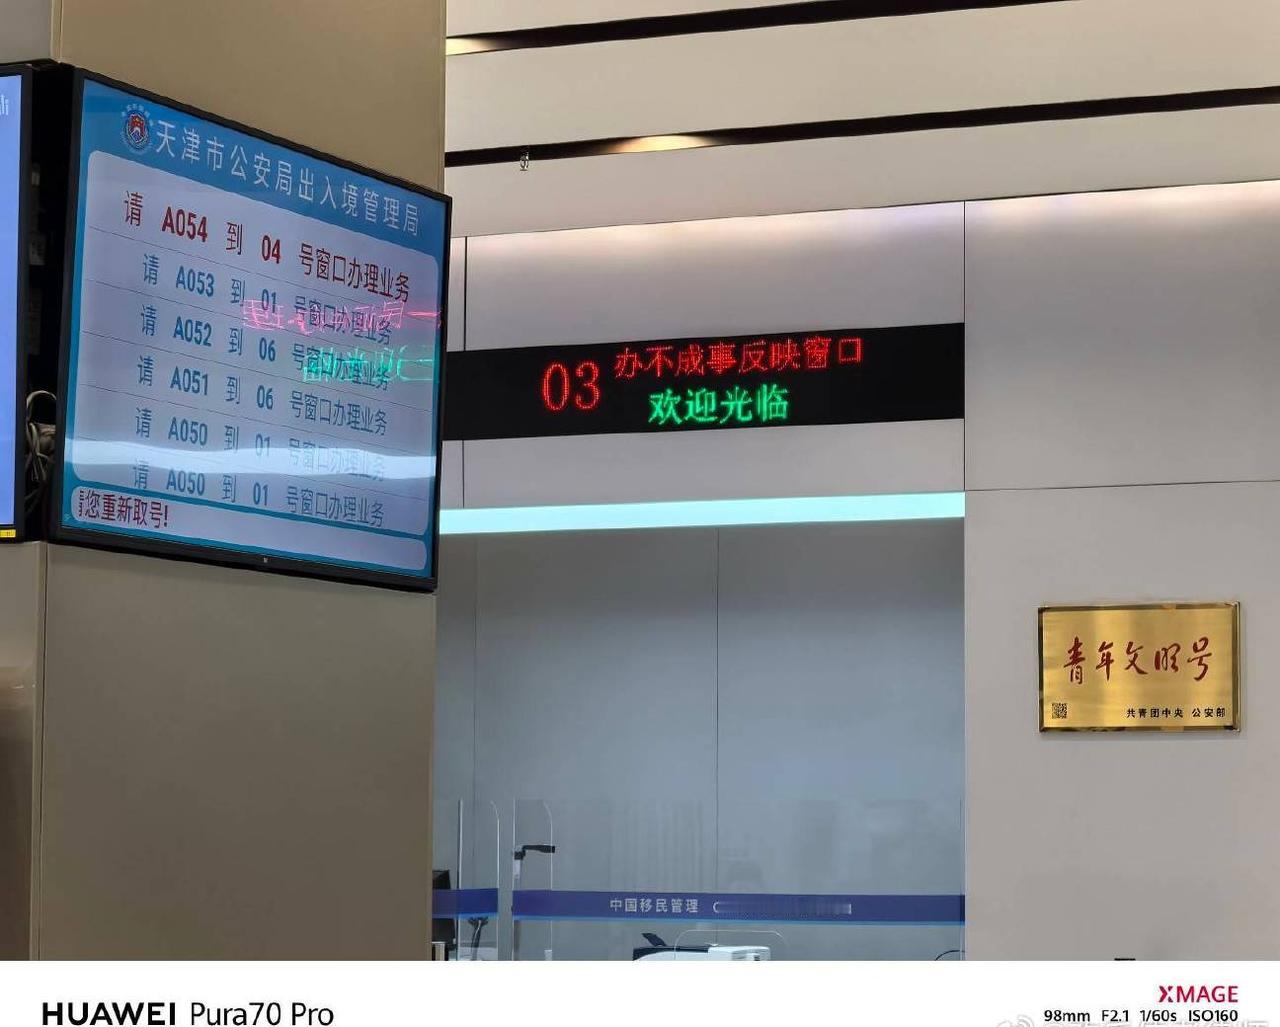 天津市公安局出入境管理局
请 A054 到 04 号窗口办理业务
请 A053 到 01 号窗口办理业务
请 A052 到 06 号窗口办理业务
请 A051 到 06 号窗口办理业务
请 A050 到 01 号窗口办理业务
请 A050 到 01 号窗口办理业务
请您重新取号!
03 办不成事反映窗口
欢迎光临
青年文明号
共青团中央 公安部
中国移民管理
HUAWEI Pura70 Pro
XMAGE
98mm F2.1 1/60s ISO160